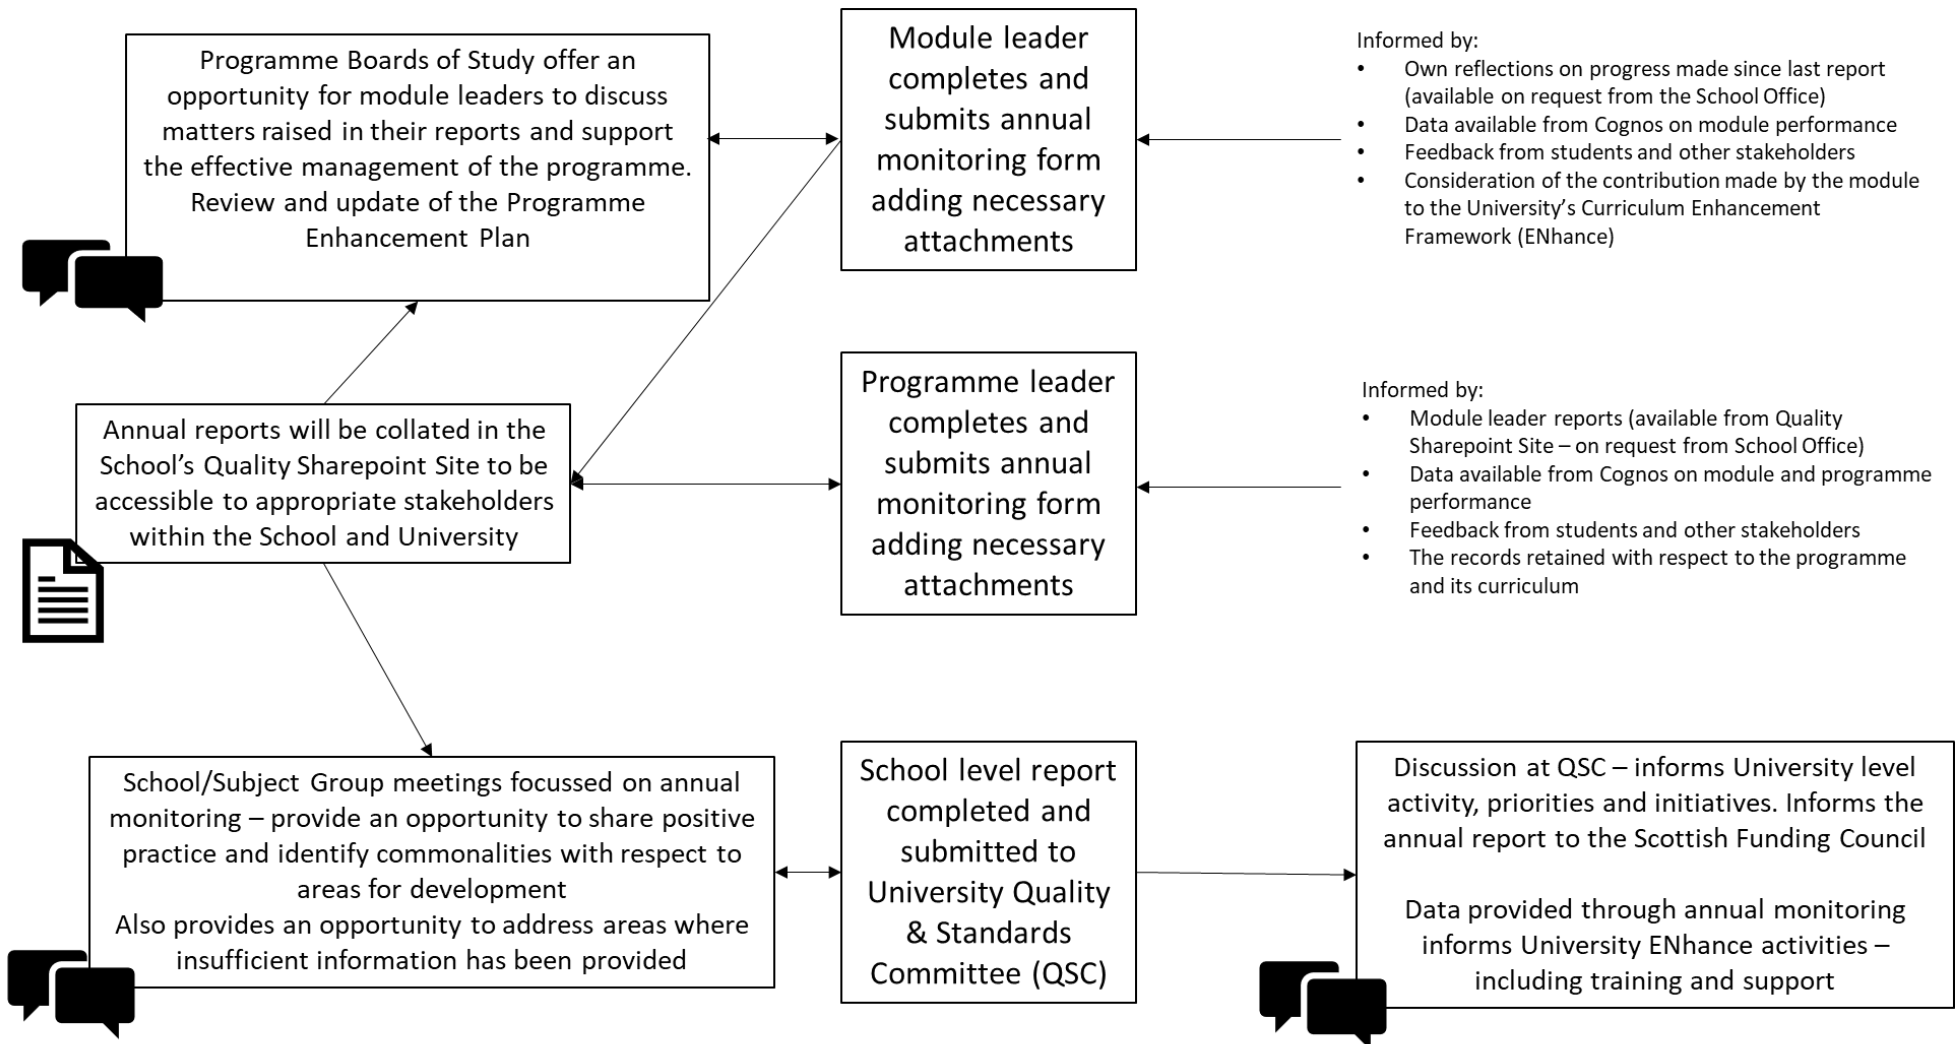 Programme Boards of Study offer an
opportunity for module leaders to discuss
matters raised in their reports and support
the effective management of the programme.
Review and update of the Programme
Enhancement Plan
Module leader
completes and
submits annual
monitoring form
adding necessary
attachments
Informed by:
• Own reflections on progress made since last report
(available on request from the School Office)
• Data available from Cognos on module performance
• Feedback from students and other stakeholders
• Consideration of the contribution made by the module
to the University’s Curriculum Enhancement
Framework (ENhance)
Annual reports will be collated in the
School’s Quality Sharepoint Site to be
accessible to appropriate stakeholders
within the School and University
Programme leader
completes and
submits annual
monitoring form
adding necessary
attachments
Informed by:
• Module leader reports (available from Quality
Sharepoint Site – on request from School Office)
• Data available from Cognos on module and programme
performance
• Feedback from students and other stakeholders
• The records retained with respect to the programme
and its curriculum
School/Subject Group meetings focussed on annual
monitoring – provide an opportunity to share positive
practice and identify commonalities with respect to
areas for development
Also provides an opportunity to address areas where
insufficient information has been provided
School level report
completed and
submitted to
University Quality
& Standards
Committee (QSC)
Discussion at QSC – informs University level
activity, priorities and initiatives. Informs the
annual report to the Scottish Funding Council
Data provided through annual monitoring
informs University ENhance activities –
including training and support